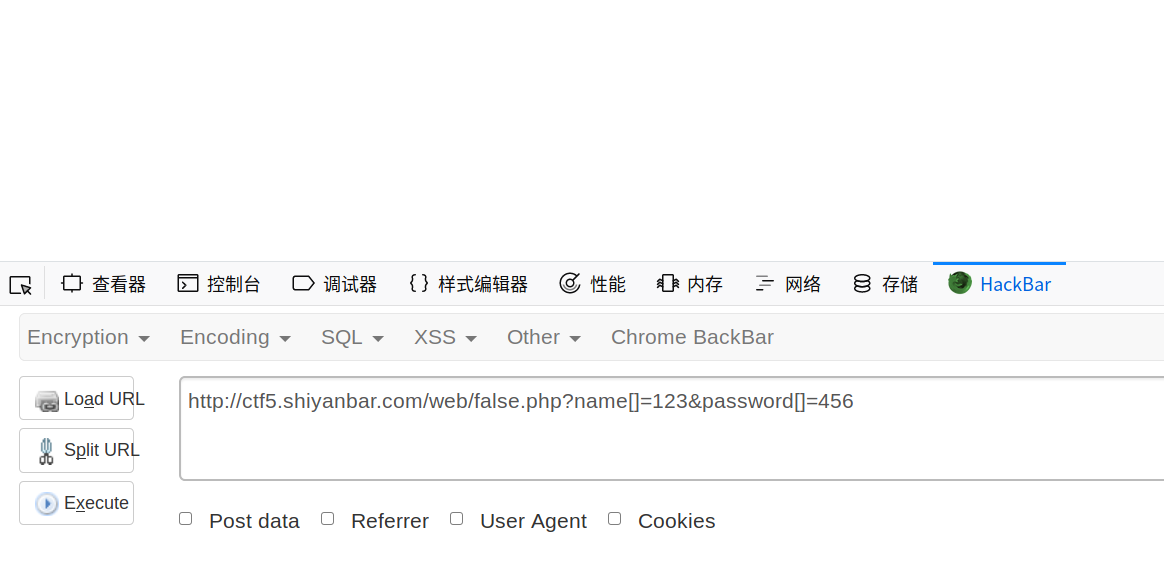 查看器 控制台 调试器 样式编辑器 性能 内存 网络 存储 HackBar
Encryption Encoding SQL XSS Other Chrome BackBar
Load URL
http://ctf5.shiyanbar.com/web/false.php?name[]=123&password[]=456
Split URL
Execute
Post data Referrer User Agent Cookies